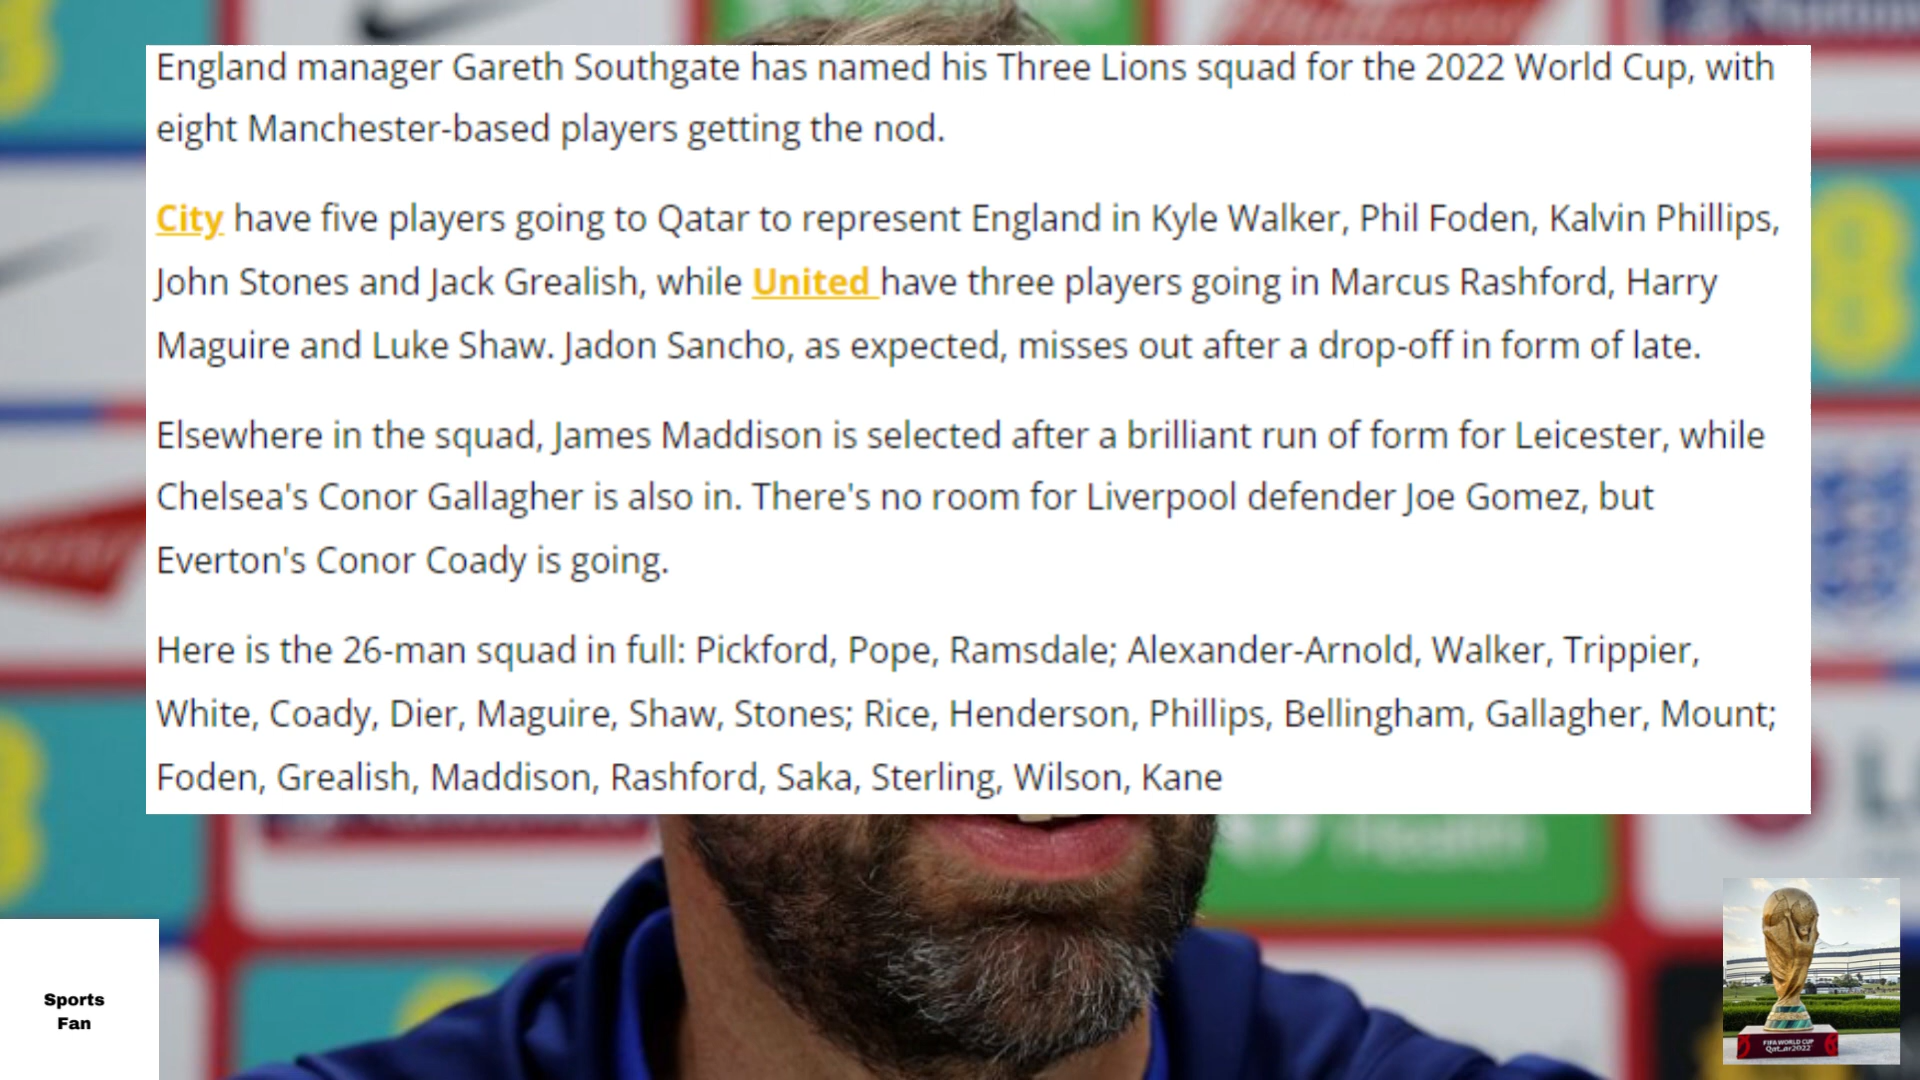 England manager Gareth Southgate has named his Three Lions squad for the 2022 World Cup, with
eight Manchester-based players getting the nod.
City have five players going to Qatar to represent England in Kyle Walker, Phil Foden, Kalvin Phillips,
John Stones and Jack Grealish, while United have three players going in Marcus Rashford, Harry
Maguire and Luke Shaw. Jadon Sancho, as expected, misses out after a drop-off in form of late.
Elsewhere in the squad, James Maddison is selected after a brilliant run of form for Leicester, while
Chelsea's Conor Gallagher is also in. There's no room for Liverpool defender Joe Gomez, but
Everton's Conor Coady is going.
Here is the 26-man squad in full: Pickford, Pope, Ramsdale; Alexander-Arnold, Walker, Trippier,
White, Coady, Dier, Maguire, Shaw, Stones; Rice, Henderson, Phillips, Bellingham, Gallagher, Mount;
Foden, Grealish, Maddison, Rashford, Saka, Sterling, Wilson, Kane
Sports
Fan
FIFA WORLD CUP
Qatar2022